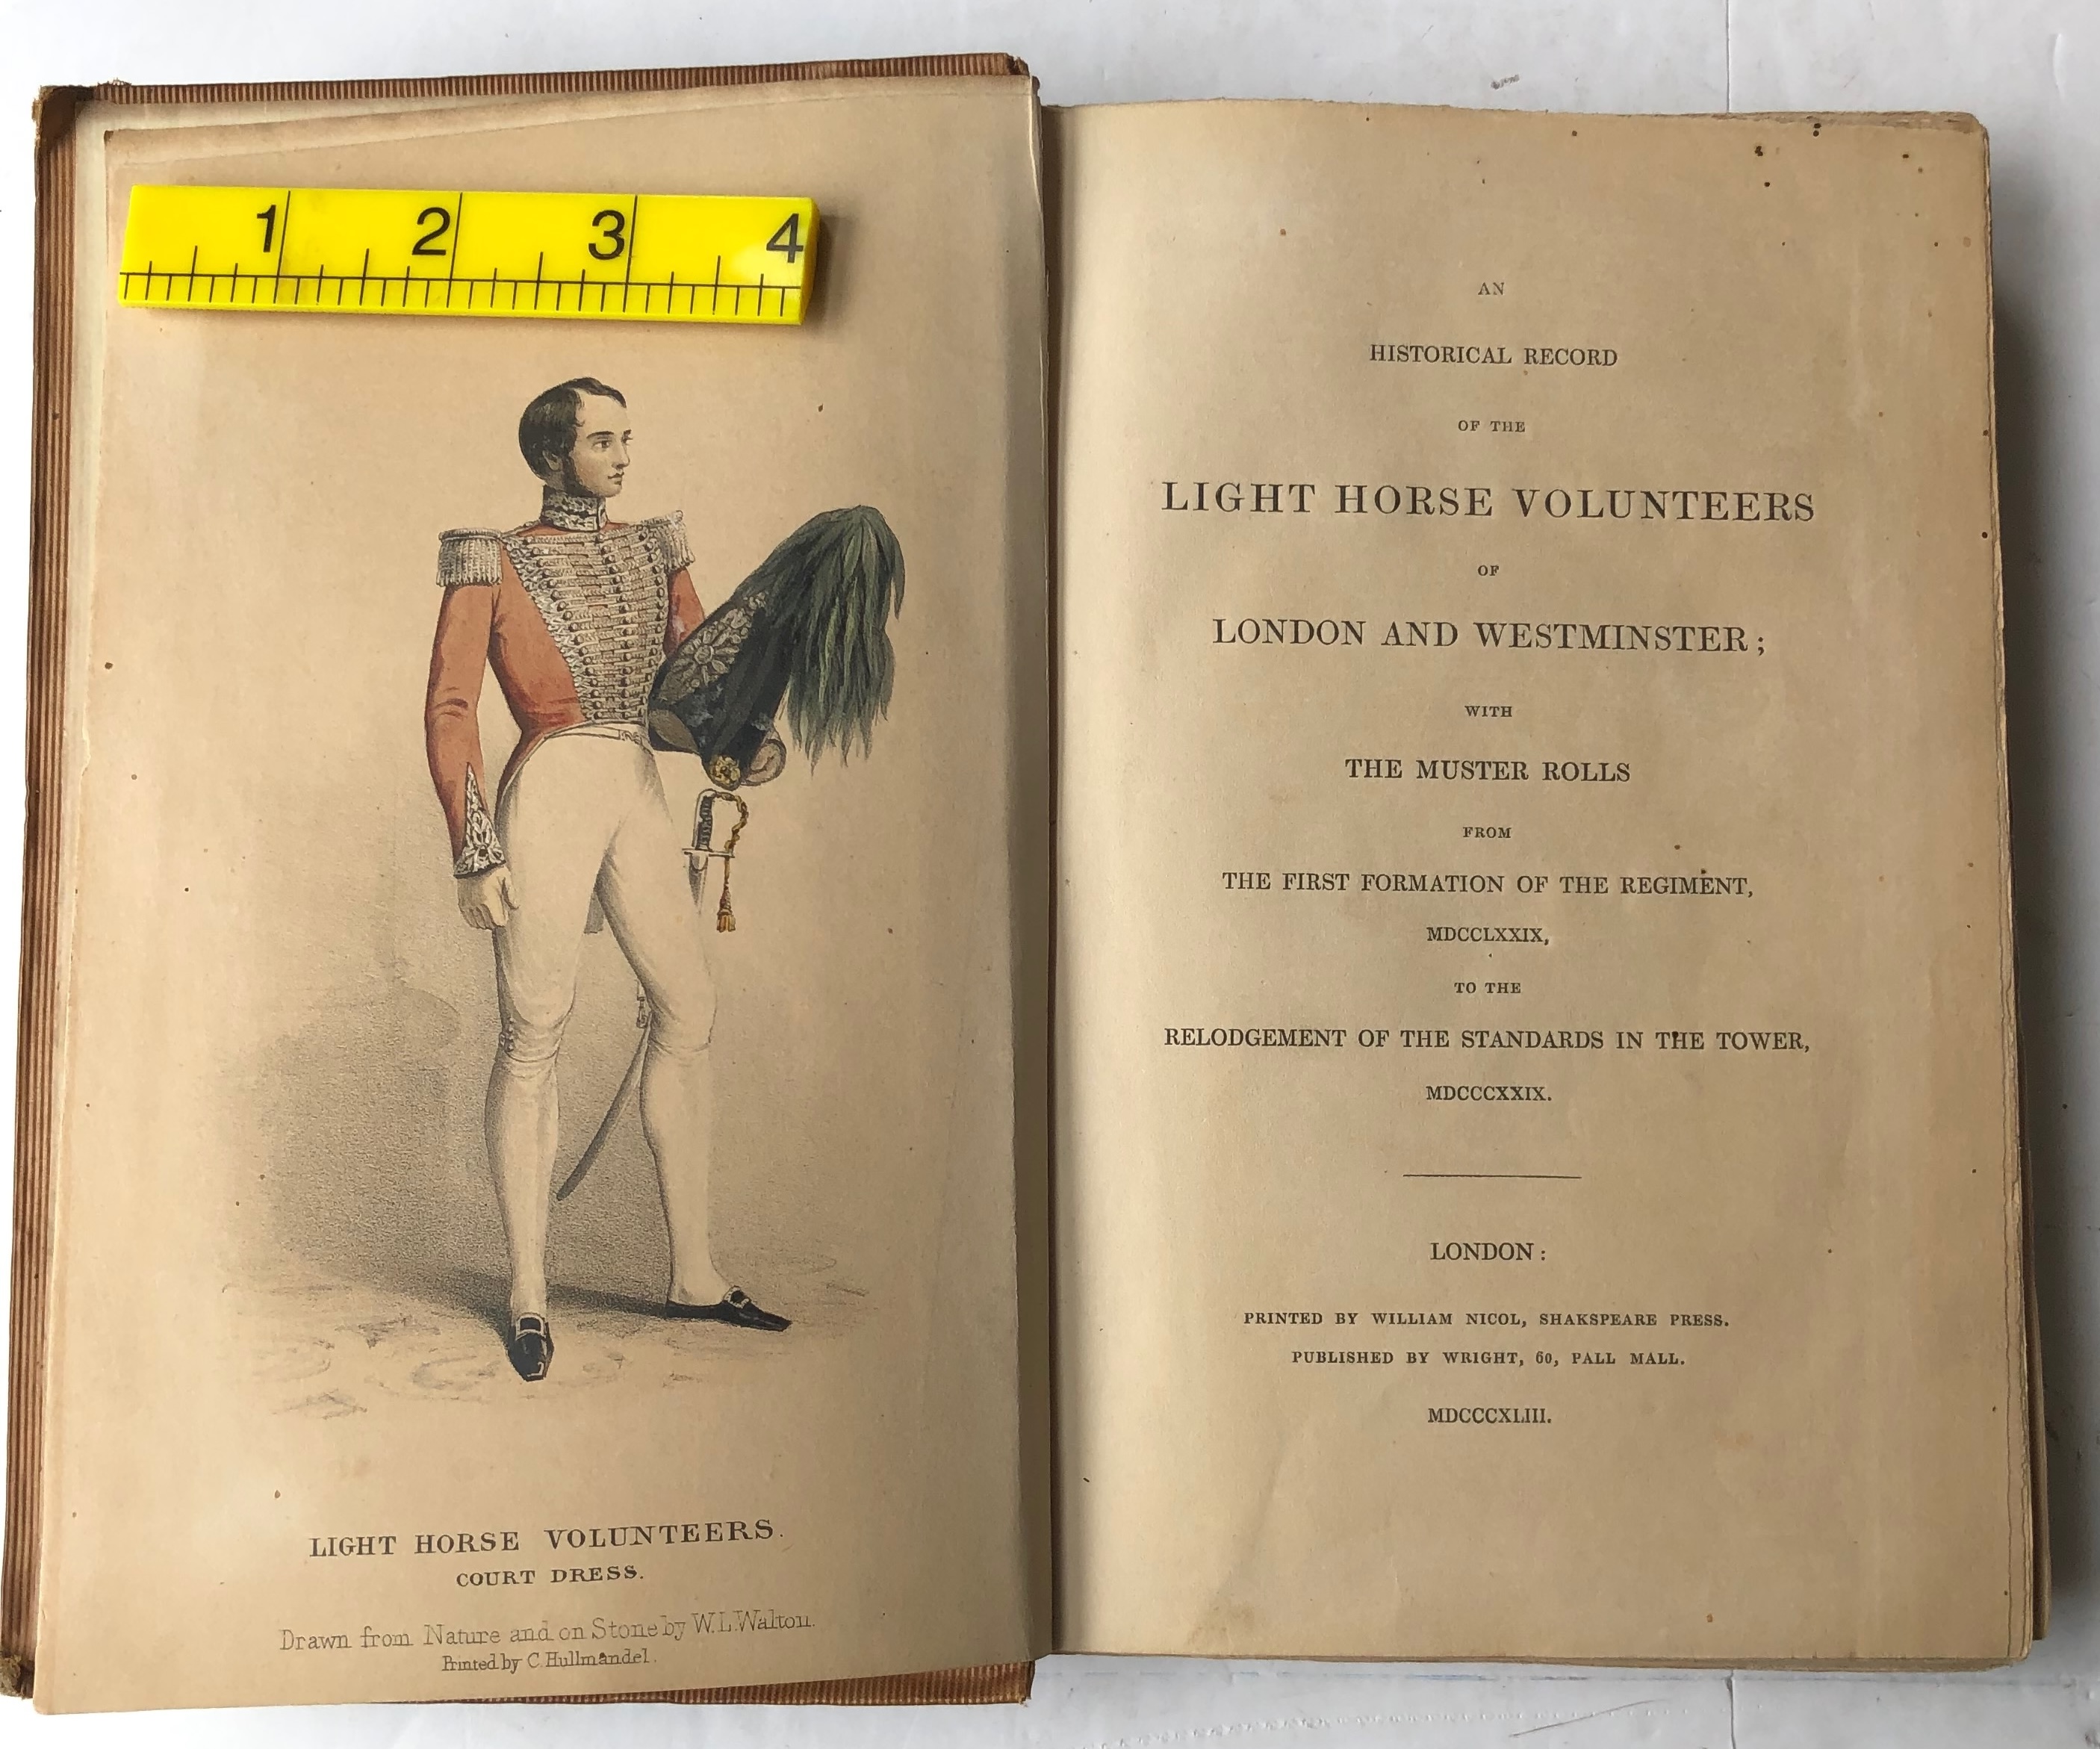 1 2 3 4
LIGHT HORSE VOLUNTEERS.
COURT DRESS.
Drawn from Nature and on Stone by W.L.Walton.
Printed by C. Hullmandel.
AN
HISTORICAL RECORD
OF THE
LIGHT HORSE VOLUNTEERS
OF
LONDON AND WESTMINSTER;
WITH
THE MUSTER ROLLS
FROM
THE FIRST FORMATION OF THE REGIMENT,
MDCCLXXIX,
TO THE
RELODGEMENT OF THE STANDARDS IN THE TOWER,
MDCCCXXIX.
LONDON:
PRINTED BY WILLIAM NICOL, SHAKSPEARE PRESS.
PUBLISHED BY WRIGHT, 60, PALL MALL.
MDCCCXLIII.